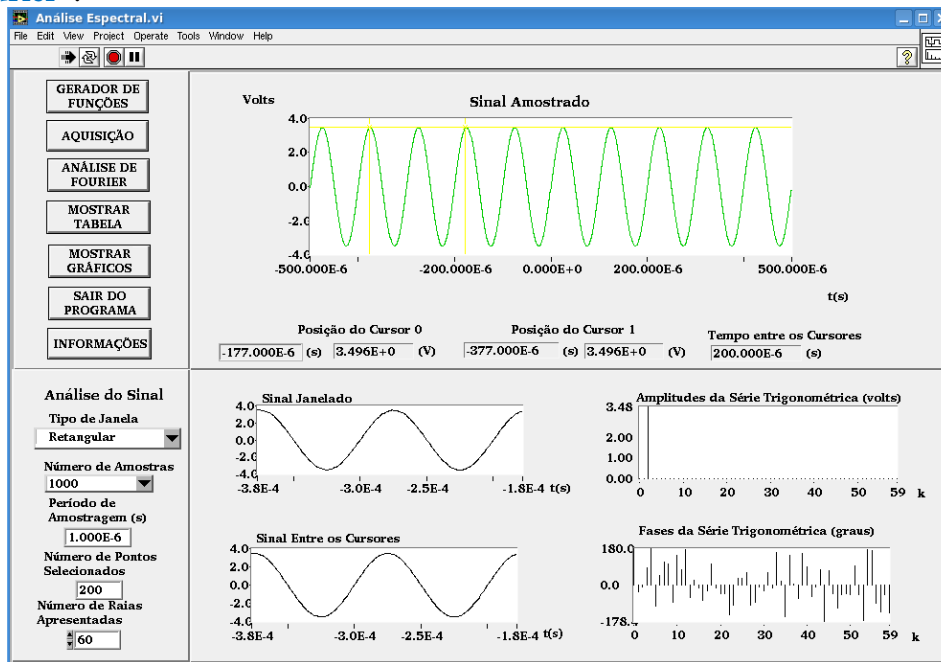 Análise Espectral.vi
File Edit View Project Operate Tools Window Help
GERADOR DE
FUNÇÕES
AQUISIÇÃO
ANÁLISE DE
FOURIER
MOSTRAR
TABELA
MOSTRAR
GRÁFICOS
SAIR DO
PROGRAMA
INFORMAÇÕES
Volts
Sinal Amostrado
4.0
2.0
0.0
-2.0
-4.0
-500.000E-6 -200.000E-6 0.000E+0 200.000E-6 500.000E-6
t(s)
Posição do Cursor 0
-177.000E-6 (s) 3.496E+0 (V)
Posição do Cursor 1
-377.000E-6 (s) 3.496E+0 (V)
Tempo entre os Cursores
200.000E-6 (s)
Análise do Sinal
Tipo de Janela
Retangular
Número de Amostras
1000
Período de
Amostragem (s)
1.000E-6
Número de Pontos
Selecionados
200
Número de Raias
Apresentadas
60
Sinal Janelado
4.0
2.0
0.0
-2.0
-4.0
-3.8E-4 -3.0E-4 -2.5E-4 -1.8E-4 t(s)
Amplitudes da Série Trigonométrica (volts)
3.48
2.00
1.00
0.00
0 10 20 30 40 50 59 k
Sinal Entre os Cursores
4.0
2.0
0.0
-2.0
-4.0
-3.8E-4 -3.0E-4 -2.5E-4 -1.8E-4 t(s)
Fases da Série Trigonométrica (graus)
180.0
0.0
-178.4
0 10 20 30 40 50 59 k